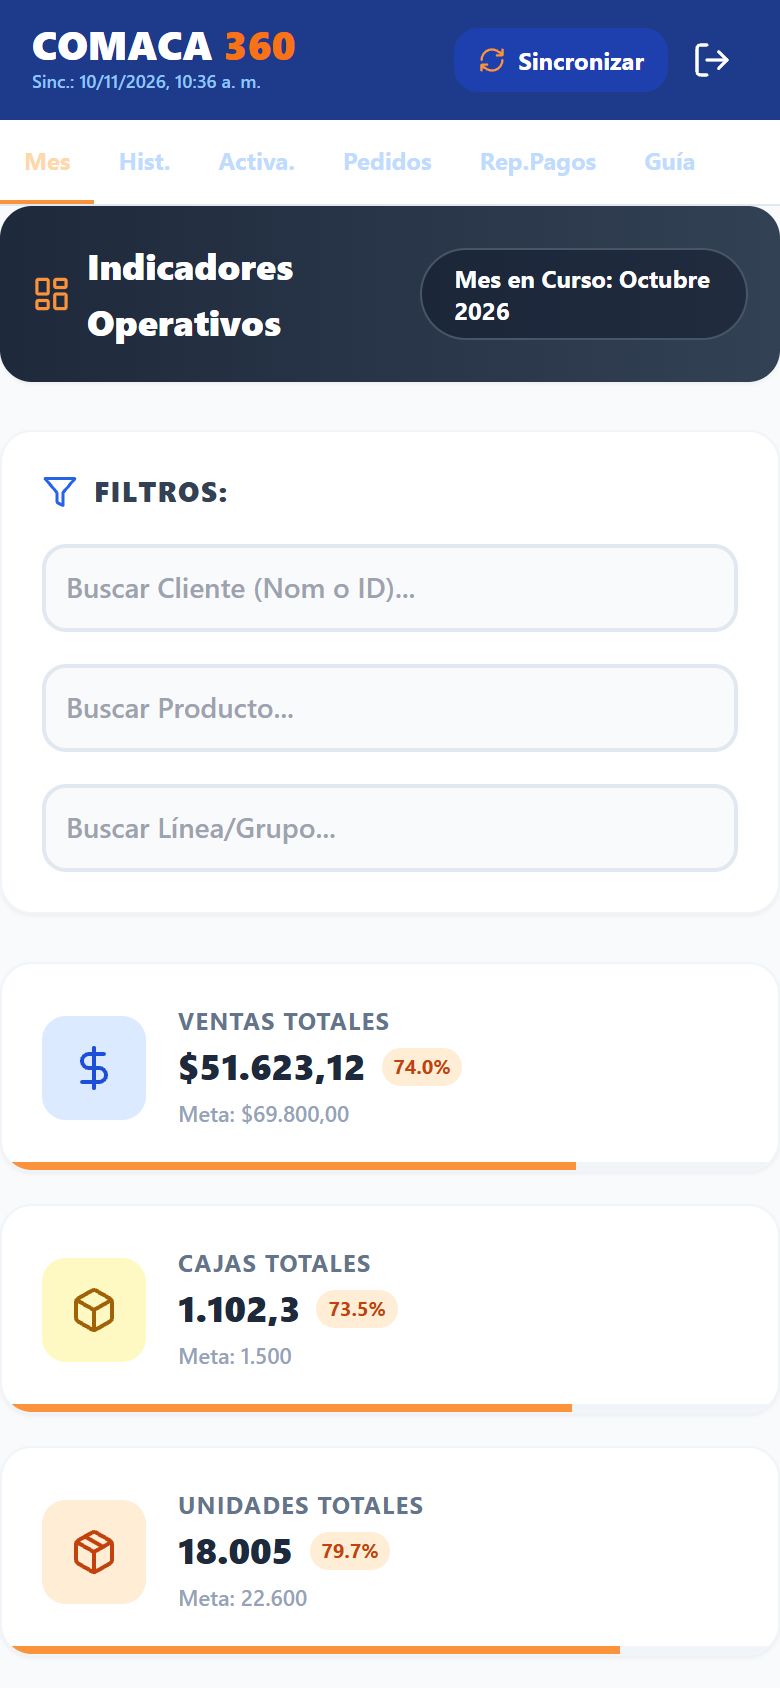 COMACA 360
Sinc.: 10/11/2026, 10:36 a. m.
Sincronizar
Mes Hist. Activa. Pedidos Rep.Pagos Guía
Indicadores
Operativos
Mes en Curso: Octubre
2026
FILTROS:
Buscar Cliente (Nom o ID)...
Buscar Producto...
Buscar Línea/Grupo...
VENTAS TOTALES
$51.623,12 74.0%
Meta: $69.800,00
CAJAS TOTALES
1.102,3 73.5%
Meta: 1.500
UNIDADES TOTALES
18.005 79.7%
Meta: 22.600